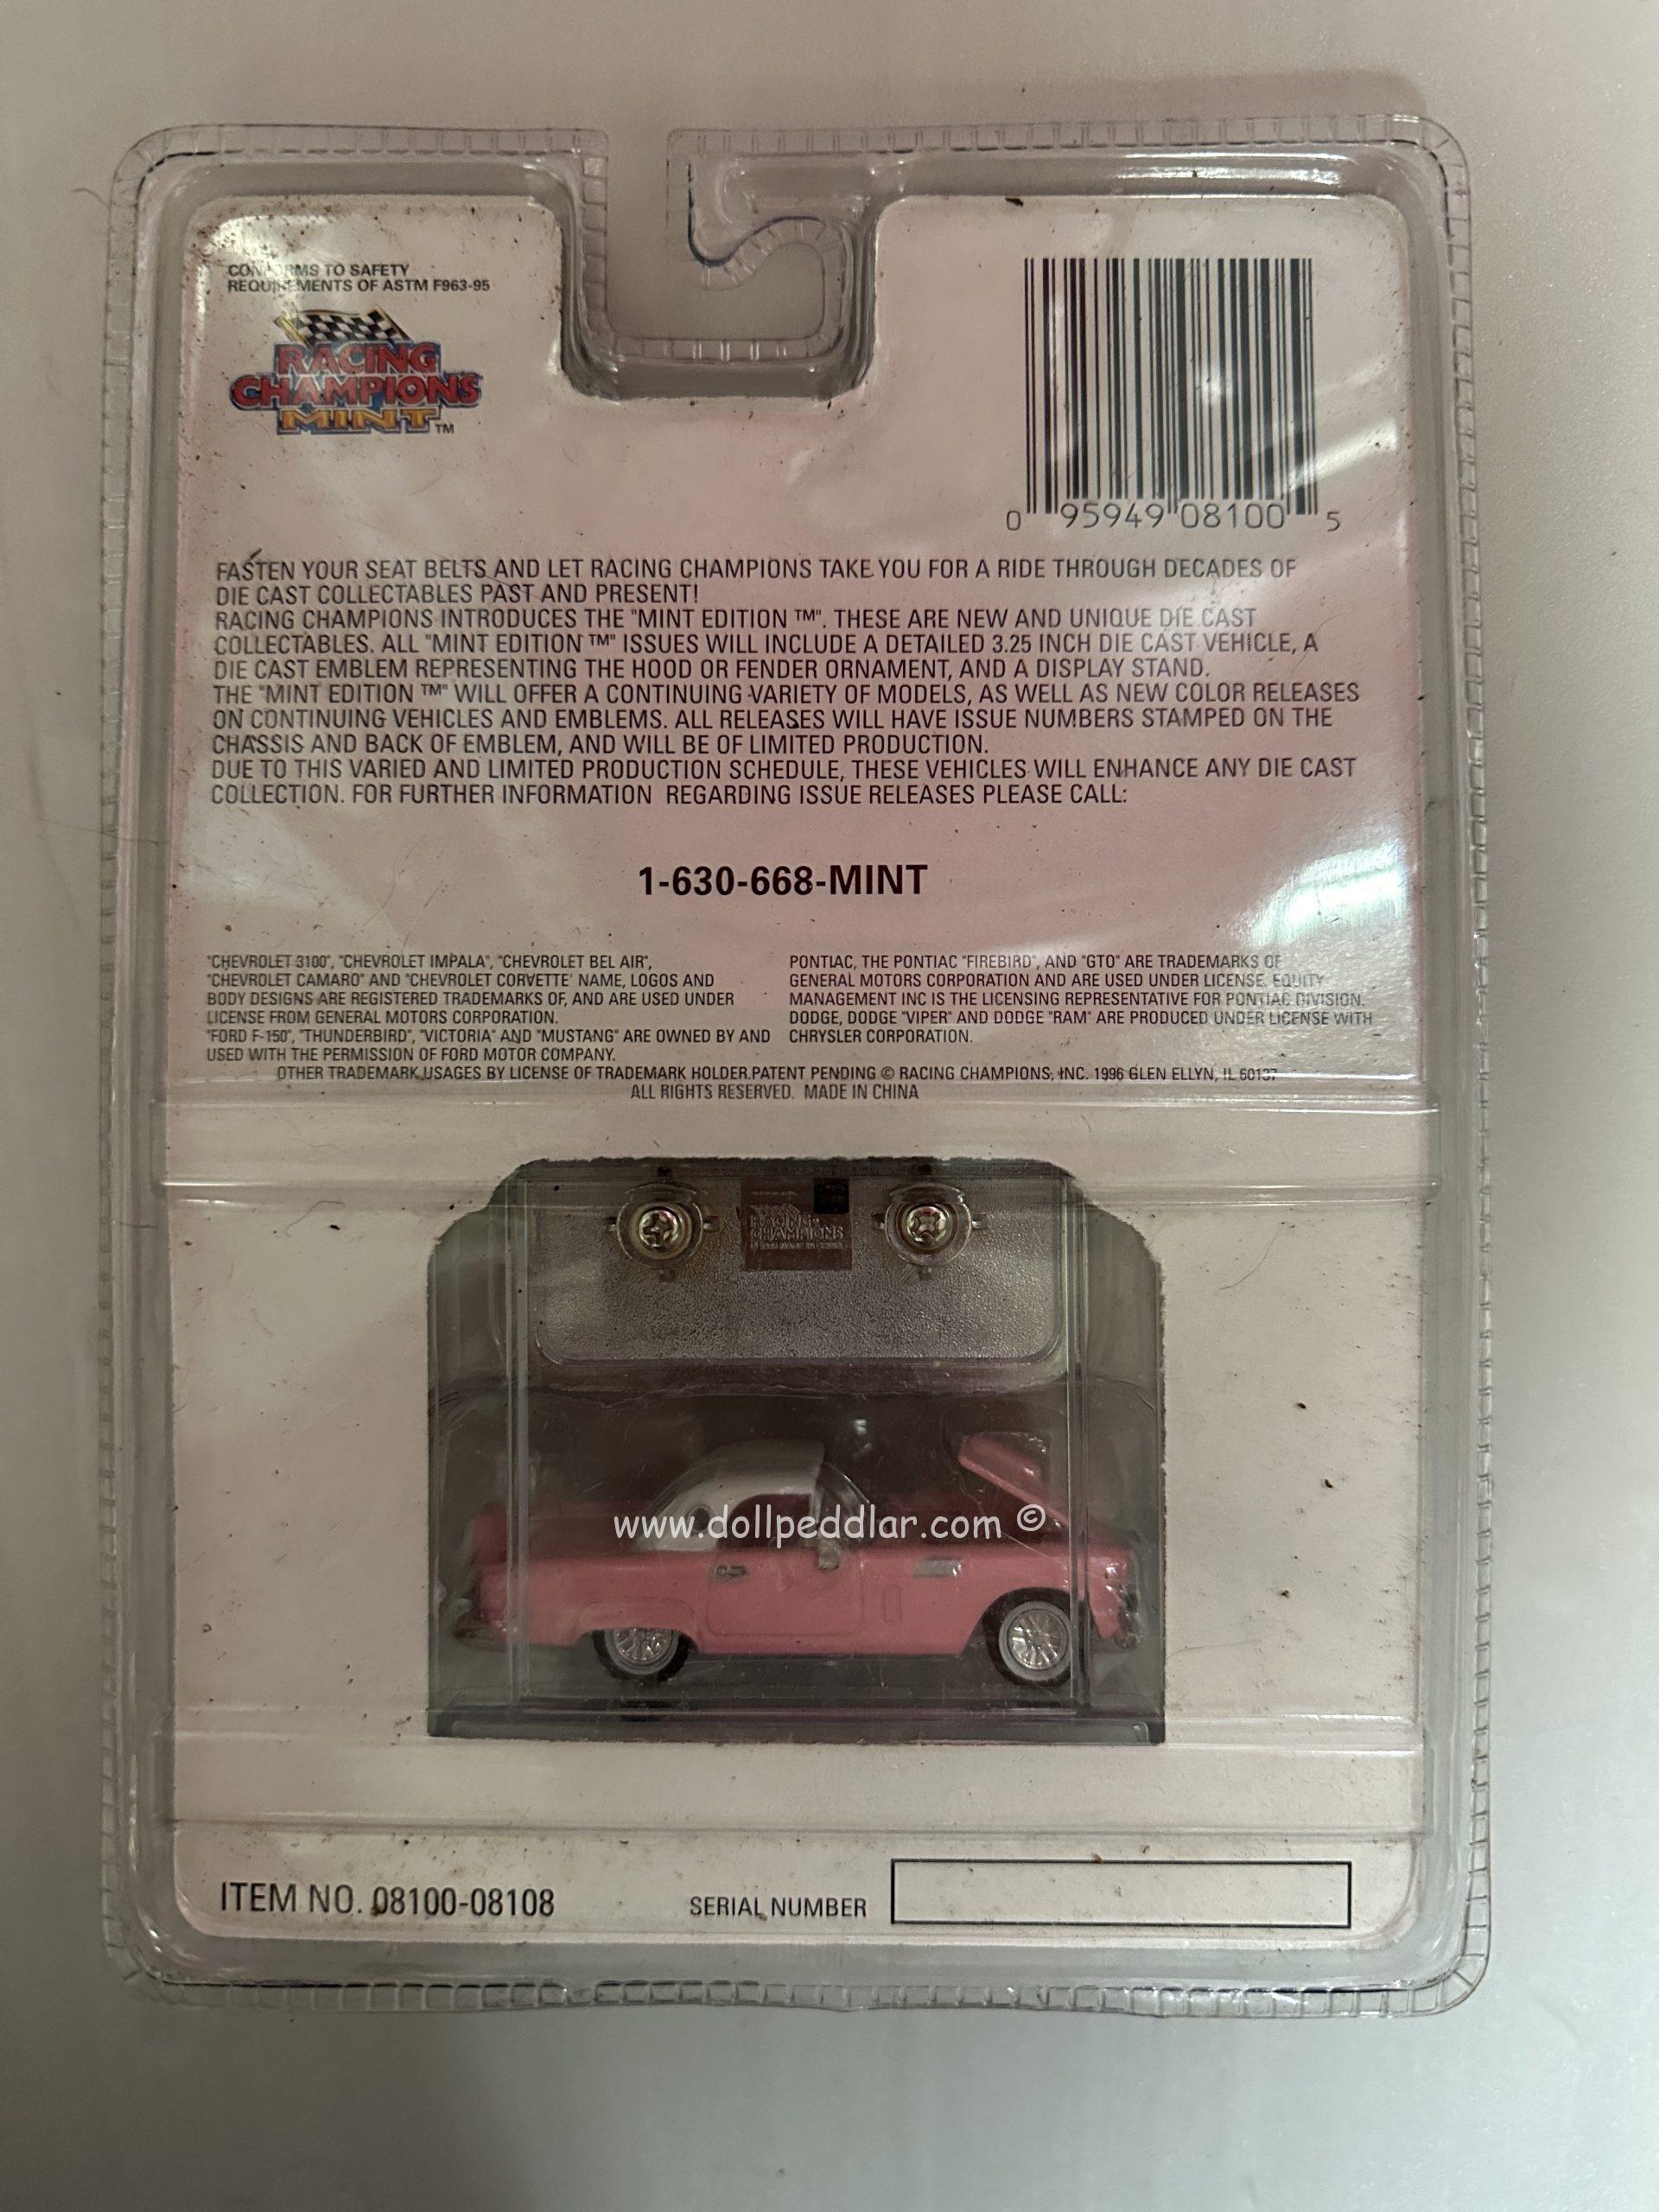 CONFORMS TO SAFETY
REQUIREMENTS OF ASTM F963-95
RACING
CHAMPIONS
MINT™
0 95949 08100 5
FASTEN YOUR SEAT BELTS AND LET RACING CHAMPIONS TAKE YOU FOR A RIDE THROUGH DECADES OF
DIE CAST COLLECTABLES PAST AND PRESENT!
RACING CHAMPIONS INTRODUCES THE "MINT EDITION ™". THESE ARE NEW AND UNIQUE DIE CAST
COLLECTABLES. ALL "MINT EDITION ™" ISSUES WILL INCLUDE A DETAILED 3.25 INCH DIE CAST VEHICLE, A
DIE CAST EMBLEM REPRESENTING THE HOOD OR FENDER ORNAMENT, AND A DISPLAY STAND.
THE "MINT EDITION ™" WILL OFFER A CONTINUING VARIETY OF MODELS, AS WELL AS NEW COLOR RELEASES
ON CONTINUING VEHICLES AND EMBLEMS. ALL RELEASES WILL HAVE ISSUE NUMBERS STAMPED ON THE
CHASSIS AND BACK OF EMBLEM, AND WILL BE OF LIMITED PRODUCTION.
DUE TO THIS VARIED AND LIMITED PRODUCTION SCHEDULE, THESE VEHICLES WILL ENHANCE ANY DIE CAST
COLLECTION. FOR FURTHER INFORMATION REGARDING ISSUE RELEASES PLEASE CALL:
1-630-668-MINT
"CHEVROLET 3100", "CHEVROLET IMPALA", "CHEVROLET BEL AIR",
"CHEVROLET CAMARO" AND "CHEVROLET CORVETTE' NAME, LOGOS AND
BODY DESIGNS ARE REGISTERED TRADEMARKS OF, AND ARE USED UNDER
LICENSE FROM GENERAL MOTORS CORPORATION.
"FORD F-150", "THUNDERBIRD", "VICTORIA" AND "MUSTANG" ARE OWNED BY AND
USED WITH THE PERMISSION OF FORD MOTOR COMPANY.
PONTIAC, THE PONTIAC "FIREBIRD", AND "GTO" ARE TRADEMARKS OF
GENERAL MOTORS CORPORATION AND ARE USED UNDER LICENSE. EQUITY
MANAGEMENT INC IS THE LICENSING REPRESENTATIVE FOR PONTIAC DIVISION.
DODGE, DODGE "VIPER" AND DODGE "RAM" ARE PRODUCED UNDER LICENSE WITH
CHRYSLER CORPORATION.
OTHER TRADEMARK USAGES BY LICENSE OF TRADEMARK HOLDER.PATENT PENDING © RACING CHAMPIONS, INC. 1996 GLEN ELLYN, IL 60137
ALL RIGHTS RESERVED. MADE IN CHINA
RACING
CHAMPIONS
www.dollpeddlar.com ©
ITEM NO. 08100-08108
SERIAL NUMBER